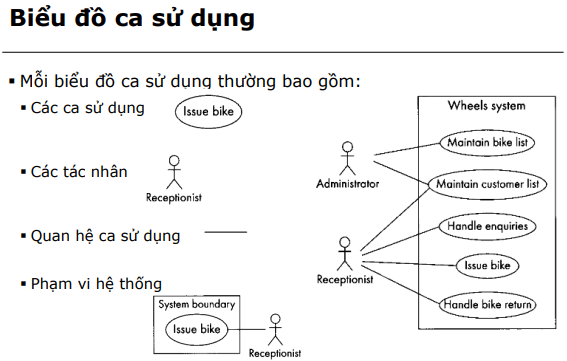 Biểu đồ ca sử dụng
Mỗi biểu đồ ca sử dụng thường bao gồm:
Các ca sử dụng
Issue bike
Các tác nhân
Receptionist
Quan hệ ca sử dụng
Phạm vi hệ thống
System boundary
Issue bike
Receptionist
Wheels system
Maintain bike list
Administrator
Maintain customer list
Handle enquiries
Receptionist
Issue bike
Handle bike return